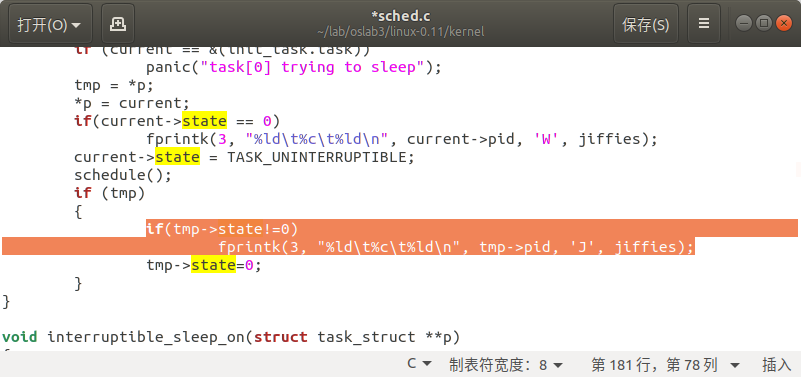 打开(O)
*sched.c
~/lab/oslab3/linux-0.11/kernel
保存(S)
if (current == &(init_task.task))
panic("task[0] trying to sleep");
tmp = *p;
*p = current;
if(current->state == 0)
fprintk(3, "%ld\t%c\t%ld\n", current->pid, 'W', jiffies);
current->state = TASK_UNINTERRUPTIBLE;
schedule();
if (tmp)
{
if(tmp->state!=0)
fprintk(3, "%ld\t%c\t%ld\n", tmp->pid, 'J', jiffies);
tmp->state=0;
}
}
void interruptible_sleep_on(struct task_struct **p)
C
制表符宽度：8
第 181 行，第 78 列
插入